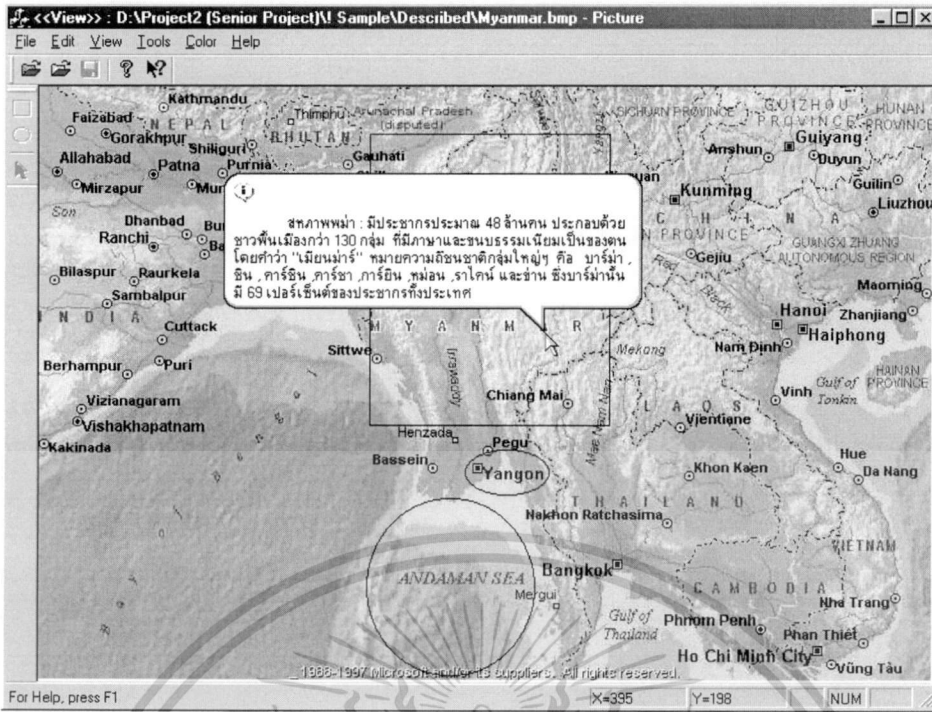 <<View>> : D:\Project2 (Senior Project)\! Sample\Described\Myanmar.bmp - Picture
File Edit View Tools Color Help
Kathmandu
Thimphu
Arunachal Pradesh
(disputed)
SICHUAN PROVINCE
GUIZHOU PROVINCE
HUNAN PROVINCE
Faizabad
NEPAL
BHUTAN
Gorakhpur
Shiliguri
Guiyang
Allahabad
Patna
Purnia
Gauhati
Anshun
Duyun
Mirzapur
Kunming
Guilin
Liuzhou
Son
Dhanbad
CHINA
Ranchi
GUANGXI ZHUANG
AUTONOMOUS REGION
Gejiu
Red
Black
Bilaspur
Raurkela
Maoming
Sambalpur
Hanoi
Zhanjiang
สหภาพพม่า : มีประชากรประมาณ 48 ล้านคน ประกอบด้วย
ชาวพื้นเมืองกว่า 130 กลุ่ม ที่มีภาษาและขนบธรรมเนียมเป็นของตน
โดยคำว่า "เมียนม่าร์" หมายความถึชนชาติกลุ่มใหญ่ๆ คือ บาร์ม่า ,
ชิน , คาร์ชิน , คาร์ชา , การ์ยิน , หม่อน , ราไคน์ และช่าน ซึ่งบาร์ม่านั้น
มี 69 เปอร์เซ็นต์ของประชากรทั้งประเทศ
INDIA
Cuttack
MYANMAR
Haiphong
Sittwe
Mekong
Nam Dinh
Berhampur
Puri
Irrawaddy
HAINAN PROVINCE
Gulf of Tonkin
Vinh
Vizianagaram
Chiang Mai
LAOS
Mae Nam Nan
Vishakhapatnam
Vientiane
Kakinada
Henzada
Pegu
Hue
Bassein
Yangon
Khon Kaen
Da Nang
THAILAND
Nakhon Ratchasima
VIETNAM
ANDAMAN SEA
Bangkok
CAMBODIA
Mergui
Nha Trang
Gulf of Thailand
Phnom Penh
Phan Thiet
Ho Chi Minh City
Vũng Tàu
1988-1997 Microsoft and/or its suppliers. All rights reserved.
For Help, press F1
X=395
Y=198
NUM